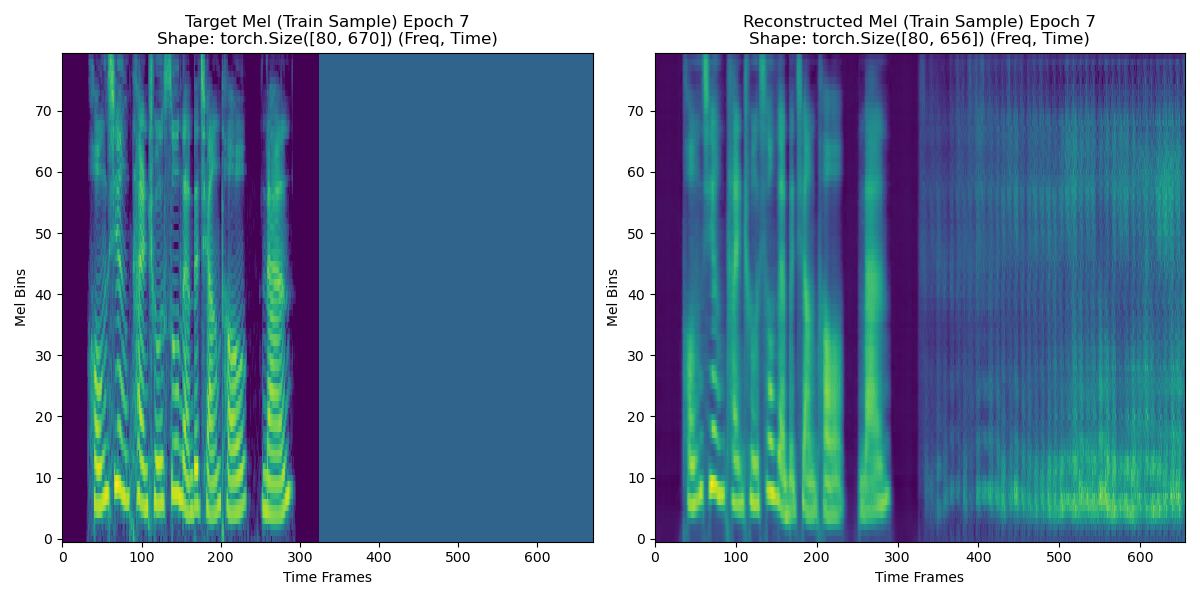 Target Mel (Train Sample) Epoch 7
Shape: torch.Size([80, 670]) (Freq, Time)
Mel Bins
70
60
50
40
30
20
10
0
0 100 200 300 400 500 600
Time Frames
Reconstructed Mel (Train Sample) Epoch 7
Shape: torch.Size([80, 656]) (Freq, Time)
Mel Bins
70
60
50
40
30
20
10
0
0 100 200 300 400 500 600
Time Frames